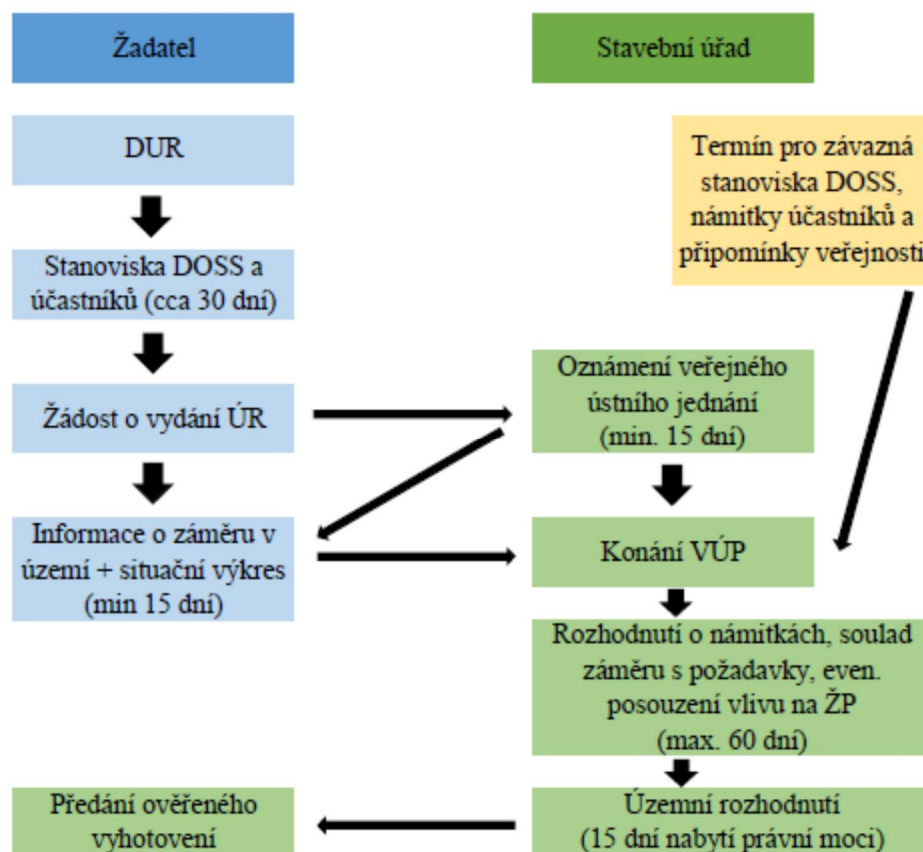 Žadatel
Stavební úřad
DUR
Termín pro závazná
stanoviska DOSS,
námitky účastníků a
připomínky veřejnosti
Stanoviska DOSS a
účastníků (cca 30 dní)
Oznámení veřejného
ústního jednání
(min. 15 dní)
Žádost o vydání ÚR
Informace o záměru v
území + situační výkres
(min 15 dní)
Konání VÚP
Rozhodnutí o námitkách, soulad
záměru s požadavky, even.
posouzení vlivu na ŽP
(max. 60 dní)
Předání ověřeného
vyhotovení
Územní rozhodnutí
(15 dní nabytí právní moci)